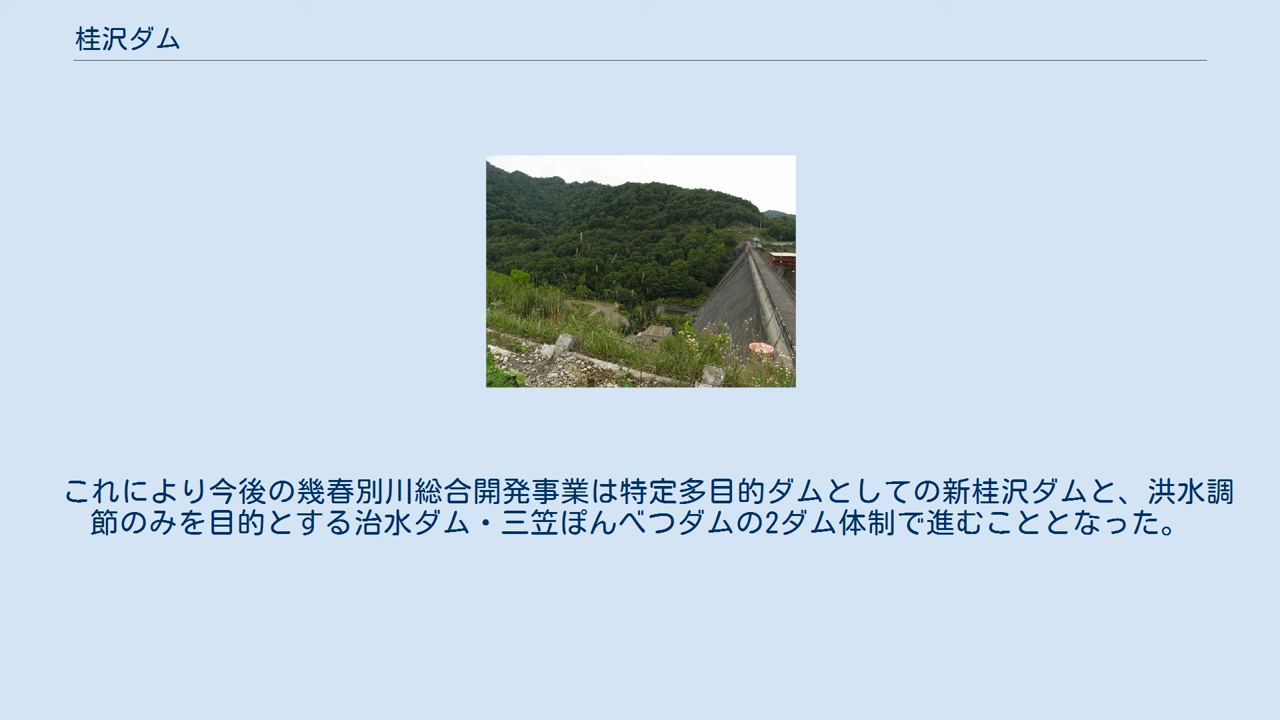 桂沢ダム
これにより今後の幾春別川総合開発事業は特定多目的ダムとしての新桂沢ダムと、洪水調
節のみを目的とする治水ダム・三笠ぽんべつダムの2ダム体制で進むこととなった。